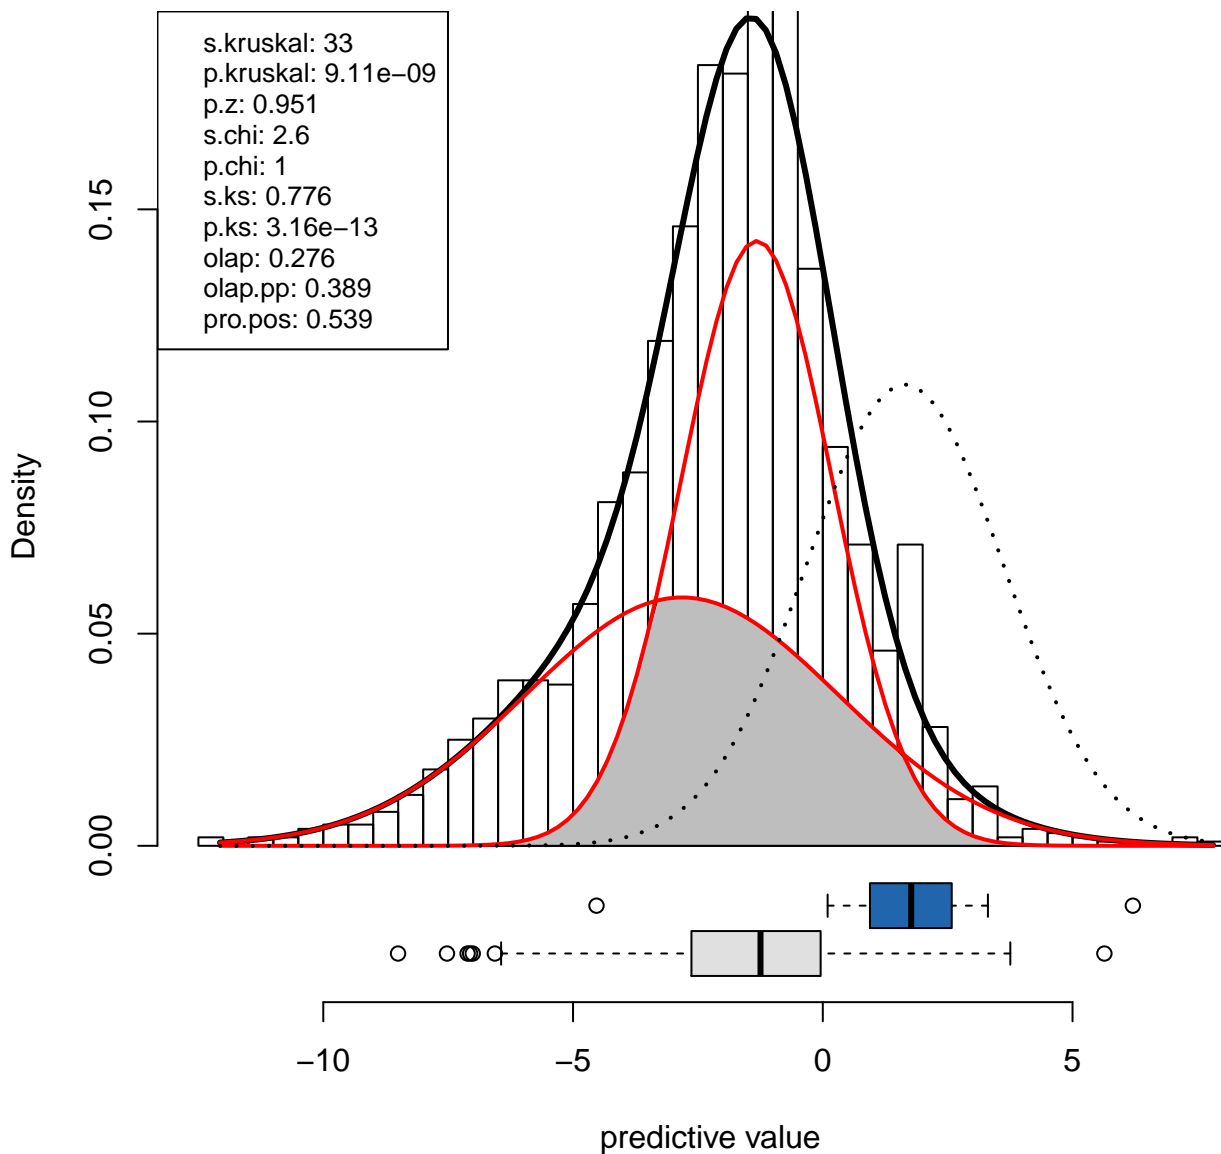 s.kruskal: 33
p.kruskal: 9.11e−09
p.z: 0.951
s.chi: 2.6
p.chi: 1
s.ks: 0.776
p.ks: 3.16e−13
olap: 0.276
olap.pp: 0.389
pro.pos: 0.539
Density
0.15
0.10
0.05
0.00
−10 −5 0 5
predictive value